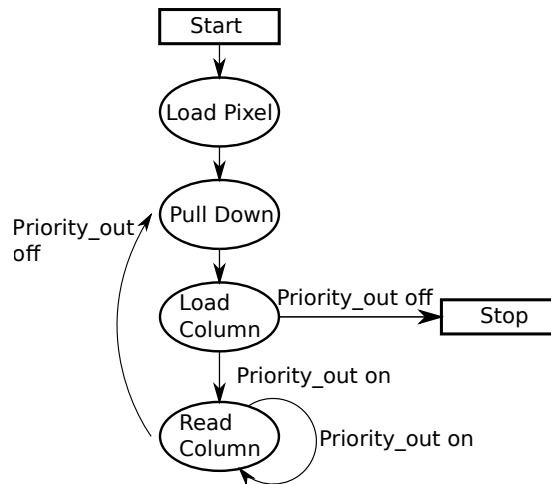 Start
Load Pixel
Priority_out
off
Pull Down
Load
Column
Priority_out off
Stop
Priority_out on
Read
Column
Priority_out on